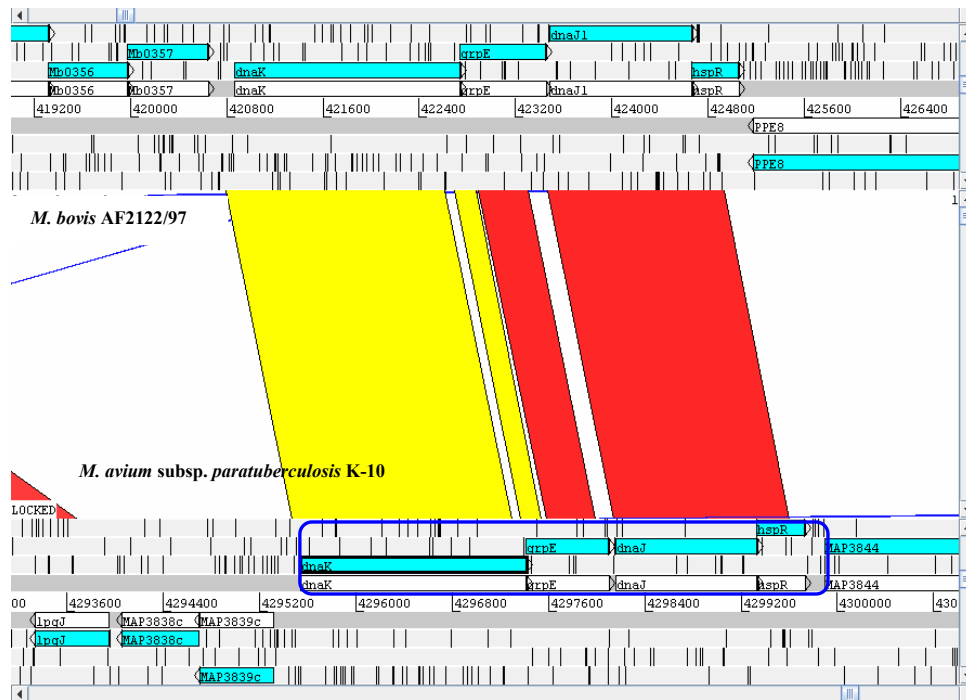 dnaJ1
Mb0357 grpE
Mb0356 dnaK hspR
Mb0356 Mb0357 dnaK grpE dnaJ1 hspR
419200 420000 420800 421600 422400 423200 424000 424800 425600 426400
PPE8
PPE8
1
M. bovis AF2122/97
M. avium subsp. paratuberculosis K-10
LOCKED
hspR
grpE dnaJ MAP3844
dnaK
dnaK grpE dnaJ hspR MAP3844
00 4293600 4294400 4295200 4296000 4296800 4297600 4298400 4299200 4300000 430
lpqJ MAP3838c MAP3839c
lpqJ MAP3838c
MAP3839c